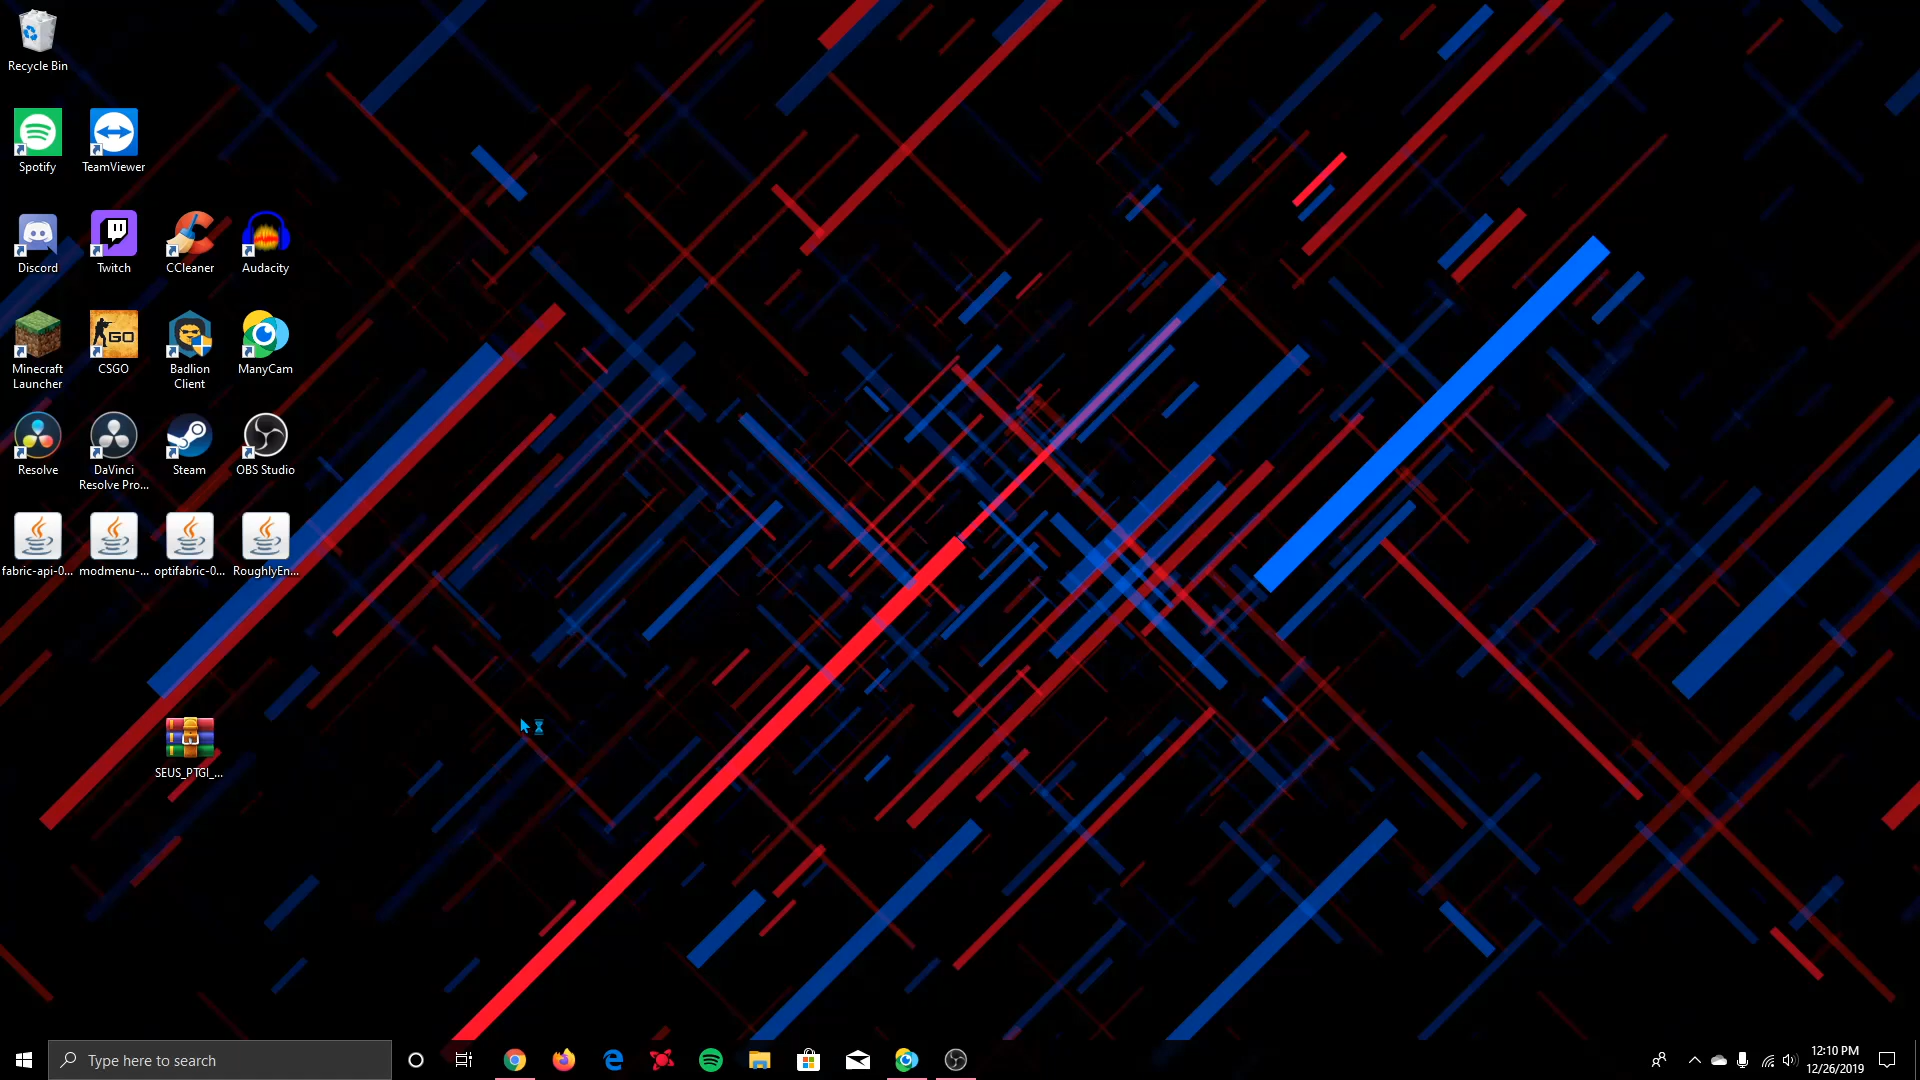 Recycle Bin
Spotify
TeamViewer
Discord
Twitch
CCleaner
Audacity
Minecraft
Launcher
GO
CSGO
Badlion
Client
ManyCam
Resolve
DaVinci
Resolve Pro...
Steam
OBS Studio
fabric-api-0...
modmenu-...
optifabric-0...
RoughlyEn...
SEUS_PTGI_...
Type here to search
12:10 PM
12/26/2019